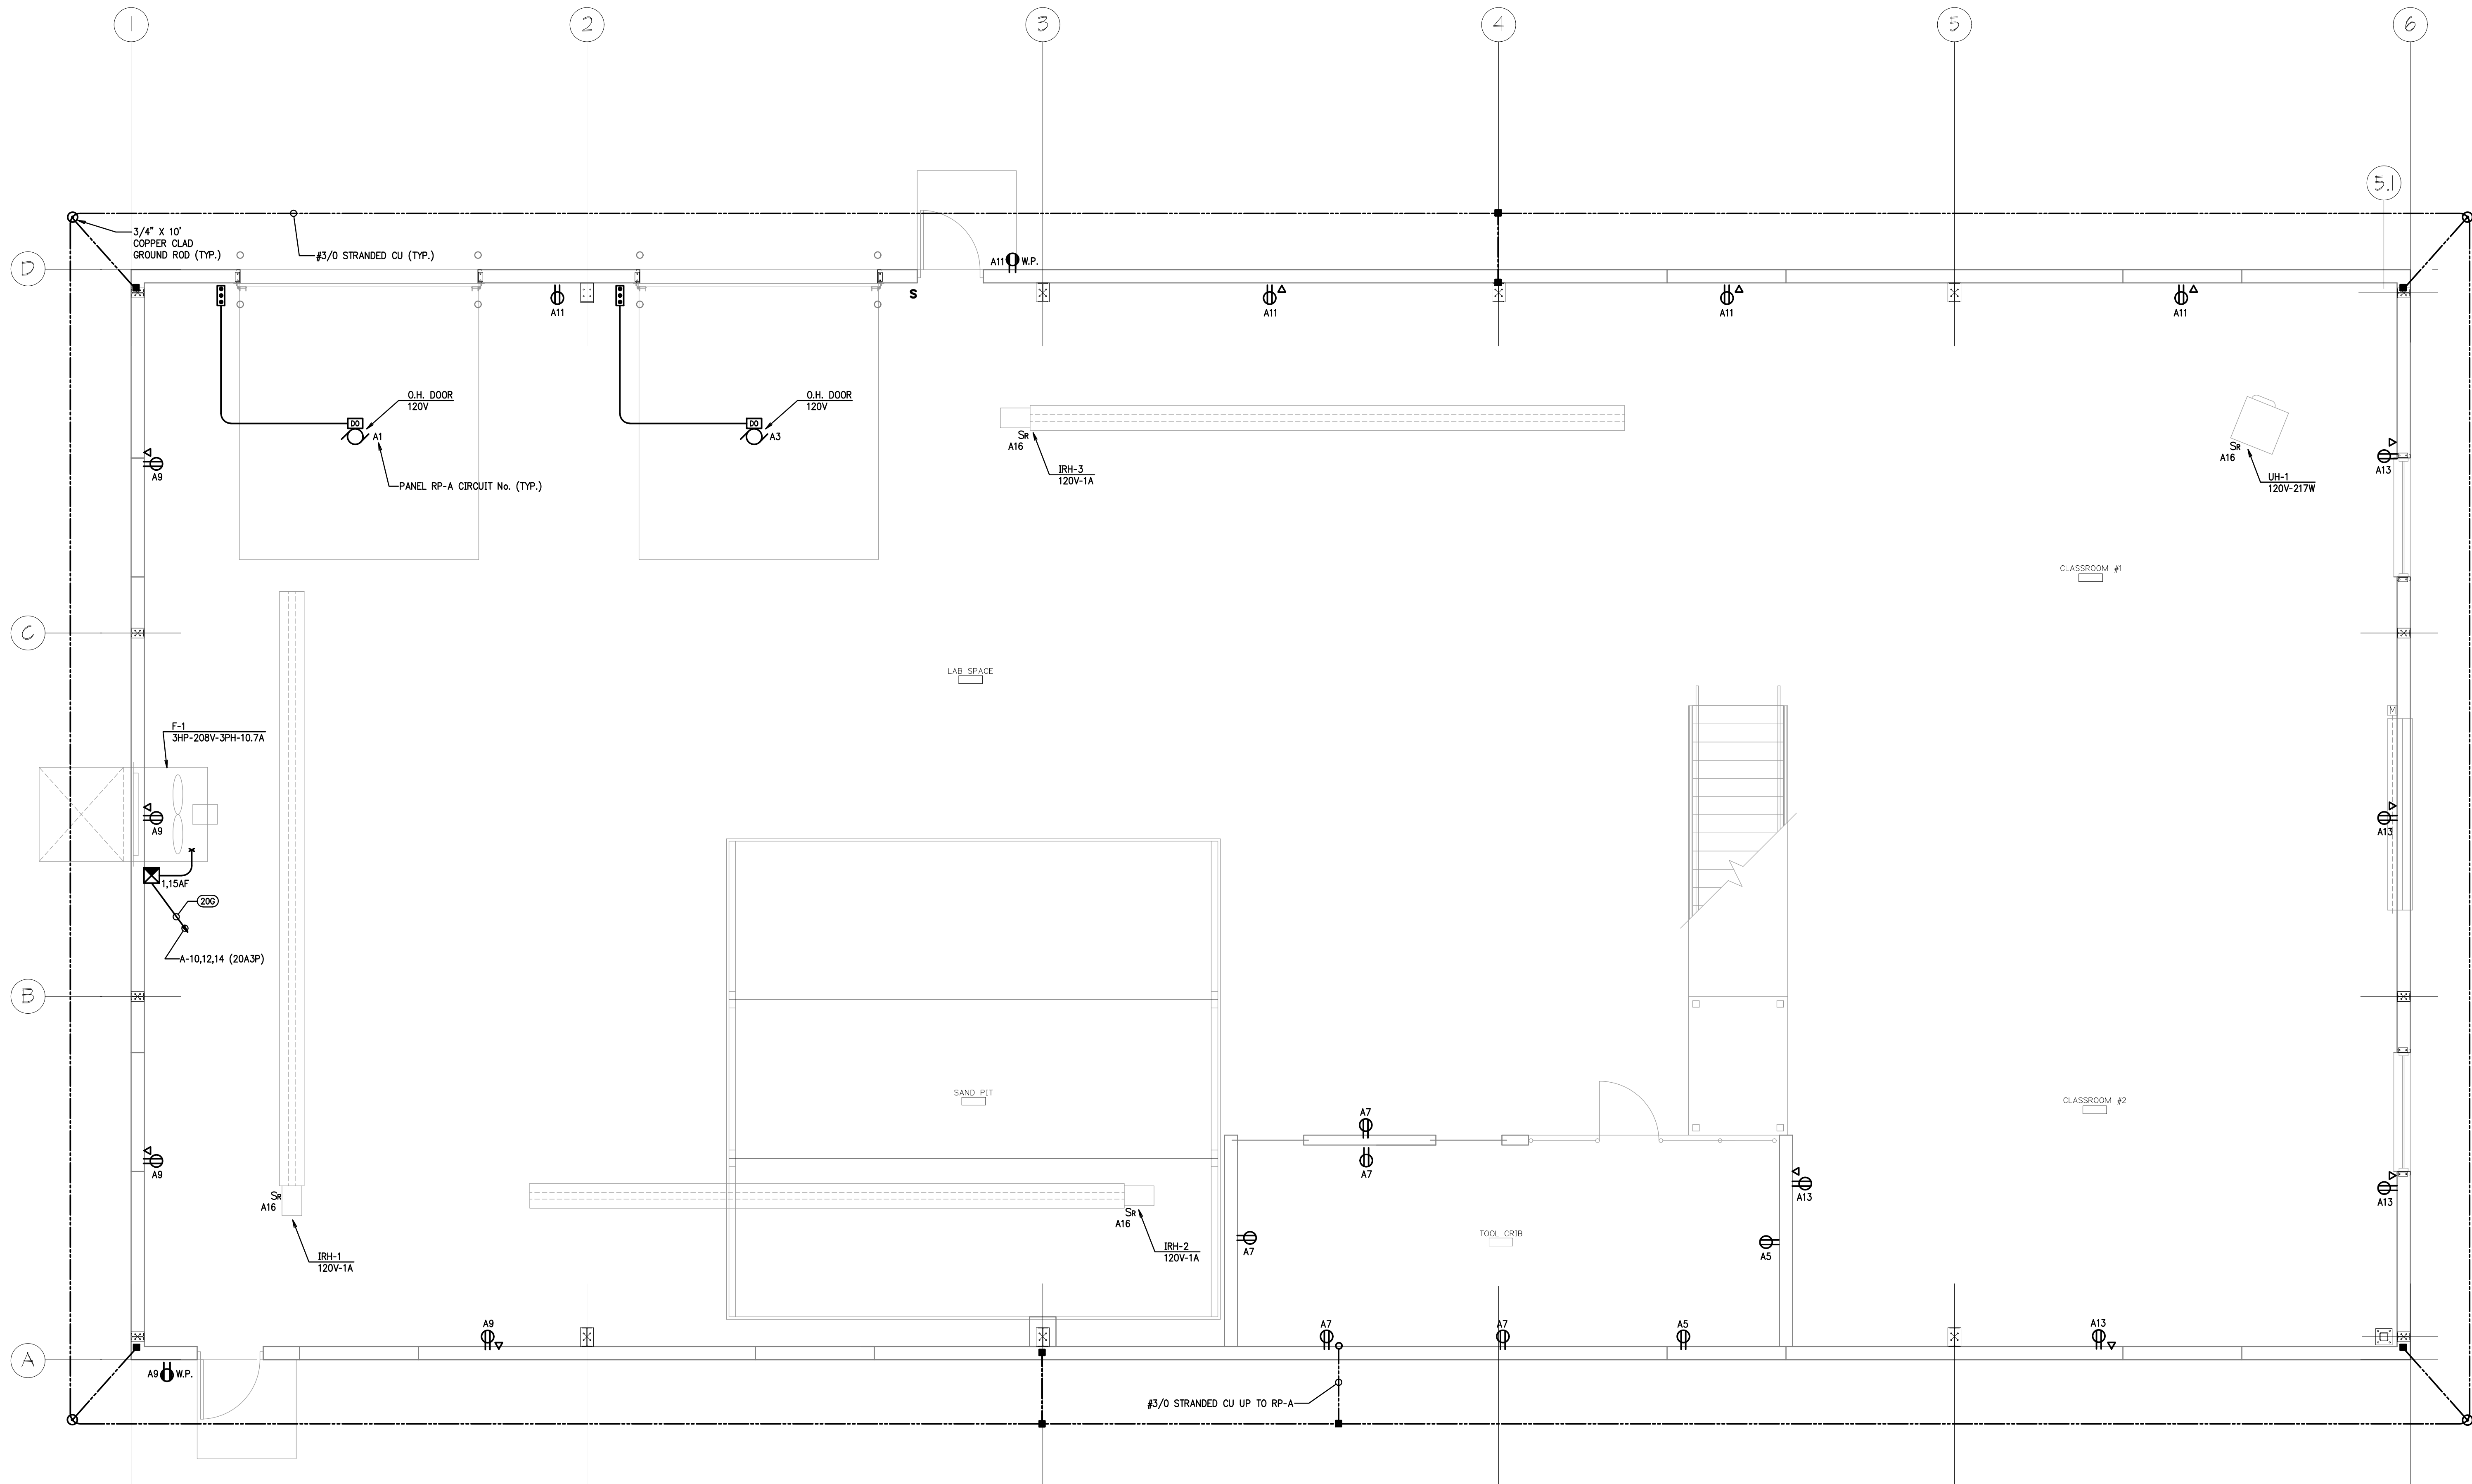 1
2
3
4
5
6
5.1
3/4" X 10'
COPPER CLAD
GROUND ROD (TYP.)
#3/0 STRANDED CU (TYP.)
D
A11 W.P.
S
A11
A11
A11
A11
O.H. DOOR
120V
O.H. DOOR
120V
DO
A1
DO
A3
SR
A16
IRH-3
120V-1A
PANEL RP-A CIRCUIT No. (TYP.)
A9
SR
A16
UH-1
120V-217W
A13
CLASSROOM #1
C
LAB SPACE
F-1
3HP-208V-3PH-10.7A
M
A9
A13
1,15AF
20G
A-10,12,14 (20A3P)
B
SAND PIT
CLASSROOM #2
A7
A7
A9
A13
A13
SR
A16
IRH-1
120V-1A
SR
A16
IRH-2
120V-1A
A7
TOOL CRIB
A5
A9
A7
A7
A5
A13
A
A9 W.P.
#3/0 STRANDED CU UP TO RP-A